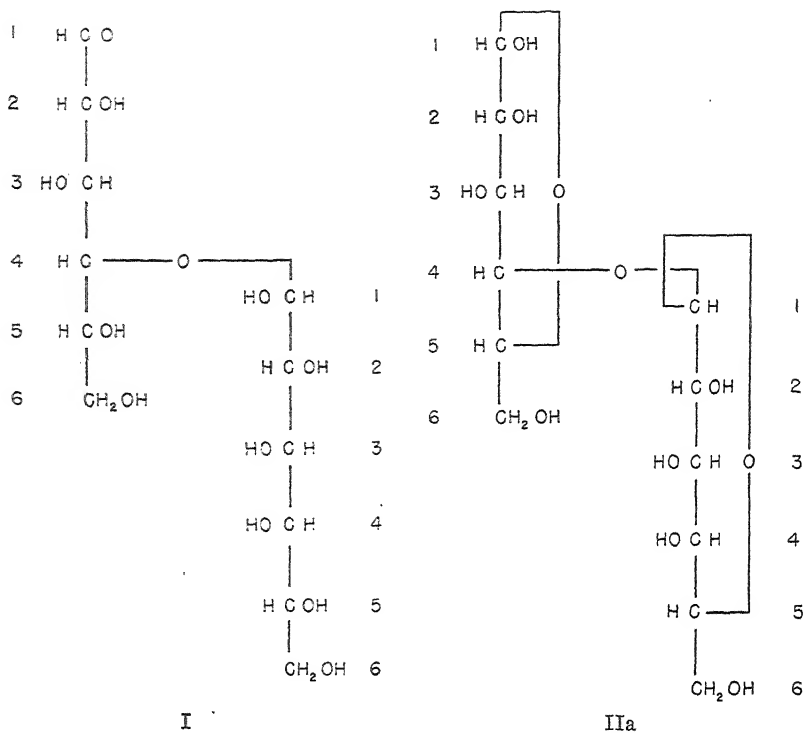 1 H C O
2 H C OH
3 HO C H
4 H C O
HO C H 1
5 H C OH
H C OH 2
6 CH2OH
HO C H 3
HO C H 4
H C OH 5
CH2OH 6
I
1 H C OH
2 H C OH
3 HO C H O
4 H C O
C H 1
5 H C
H C OH 2
6 CH2OH
HO C H O 3
HO C H 4
H C 5
CH2OH 6
IIa